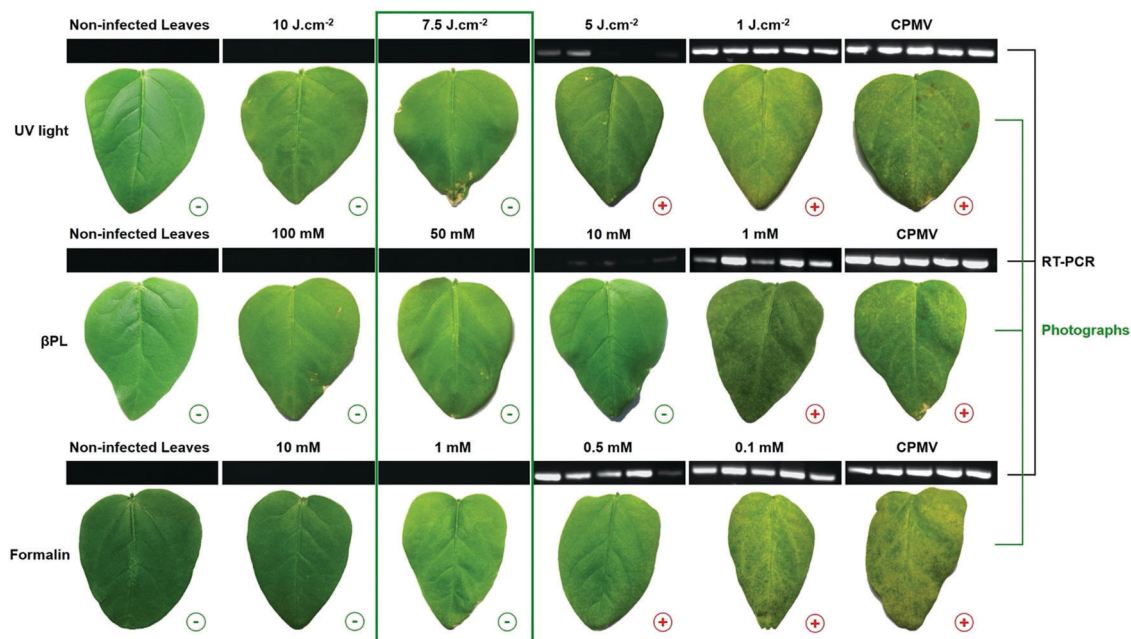 Non-infected Leaves 10 J.cm-2 7.5 J.cm-2 5 J.cm-2 1 J.cm-2 CPMV
UV light
- - - + + +
Non-infected Leaves 100 mM 50 mM 10 mM 1 mM CPMV
RT-PCR
βPL
Photographs
- - - - + +
Non-infected Leaves 10 mM 1 mM 0.5 mM 0.1 mM CPMV
Formalin
- - - + + +